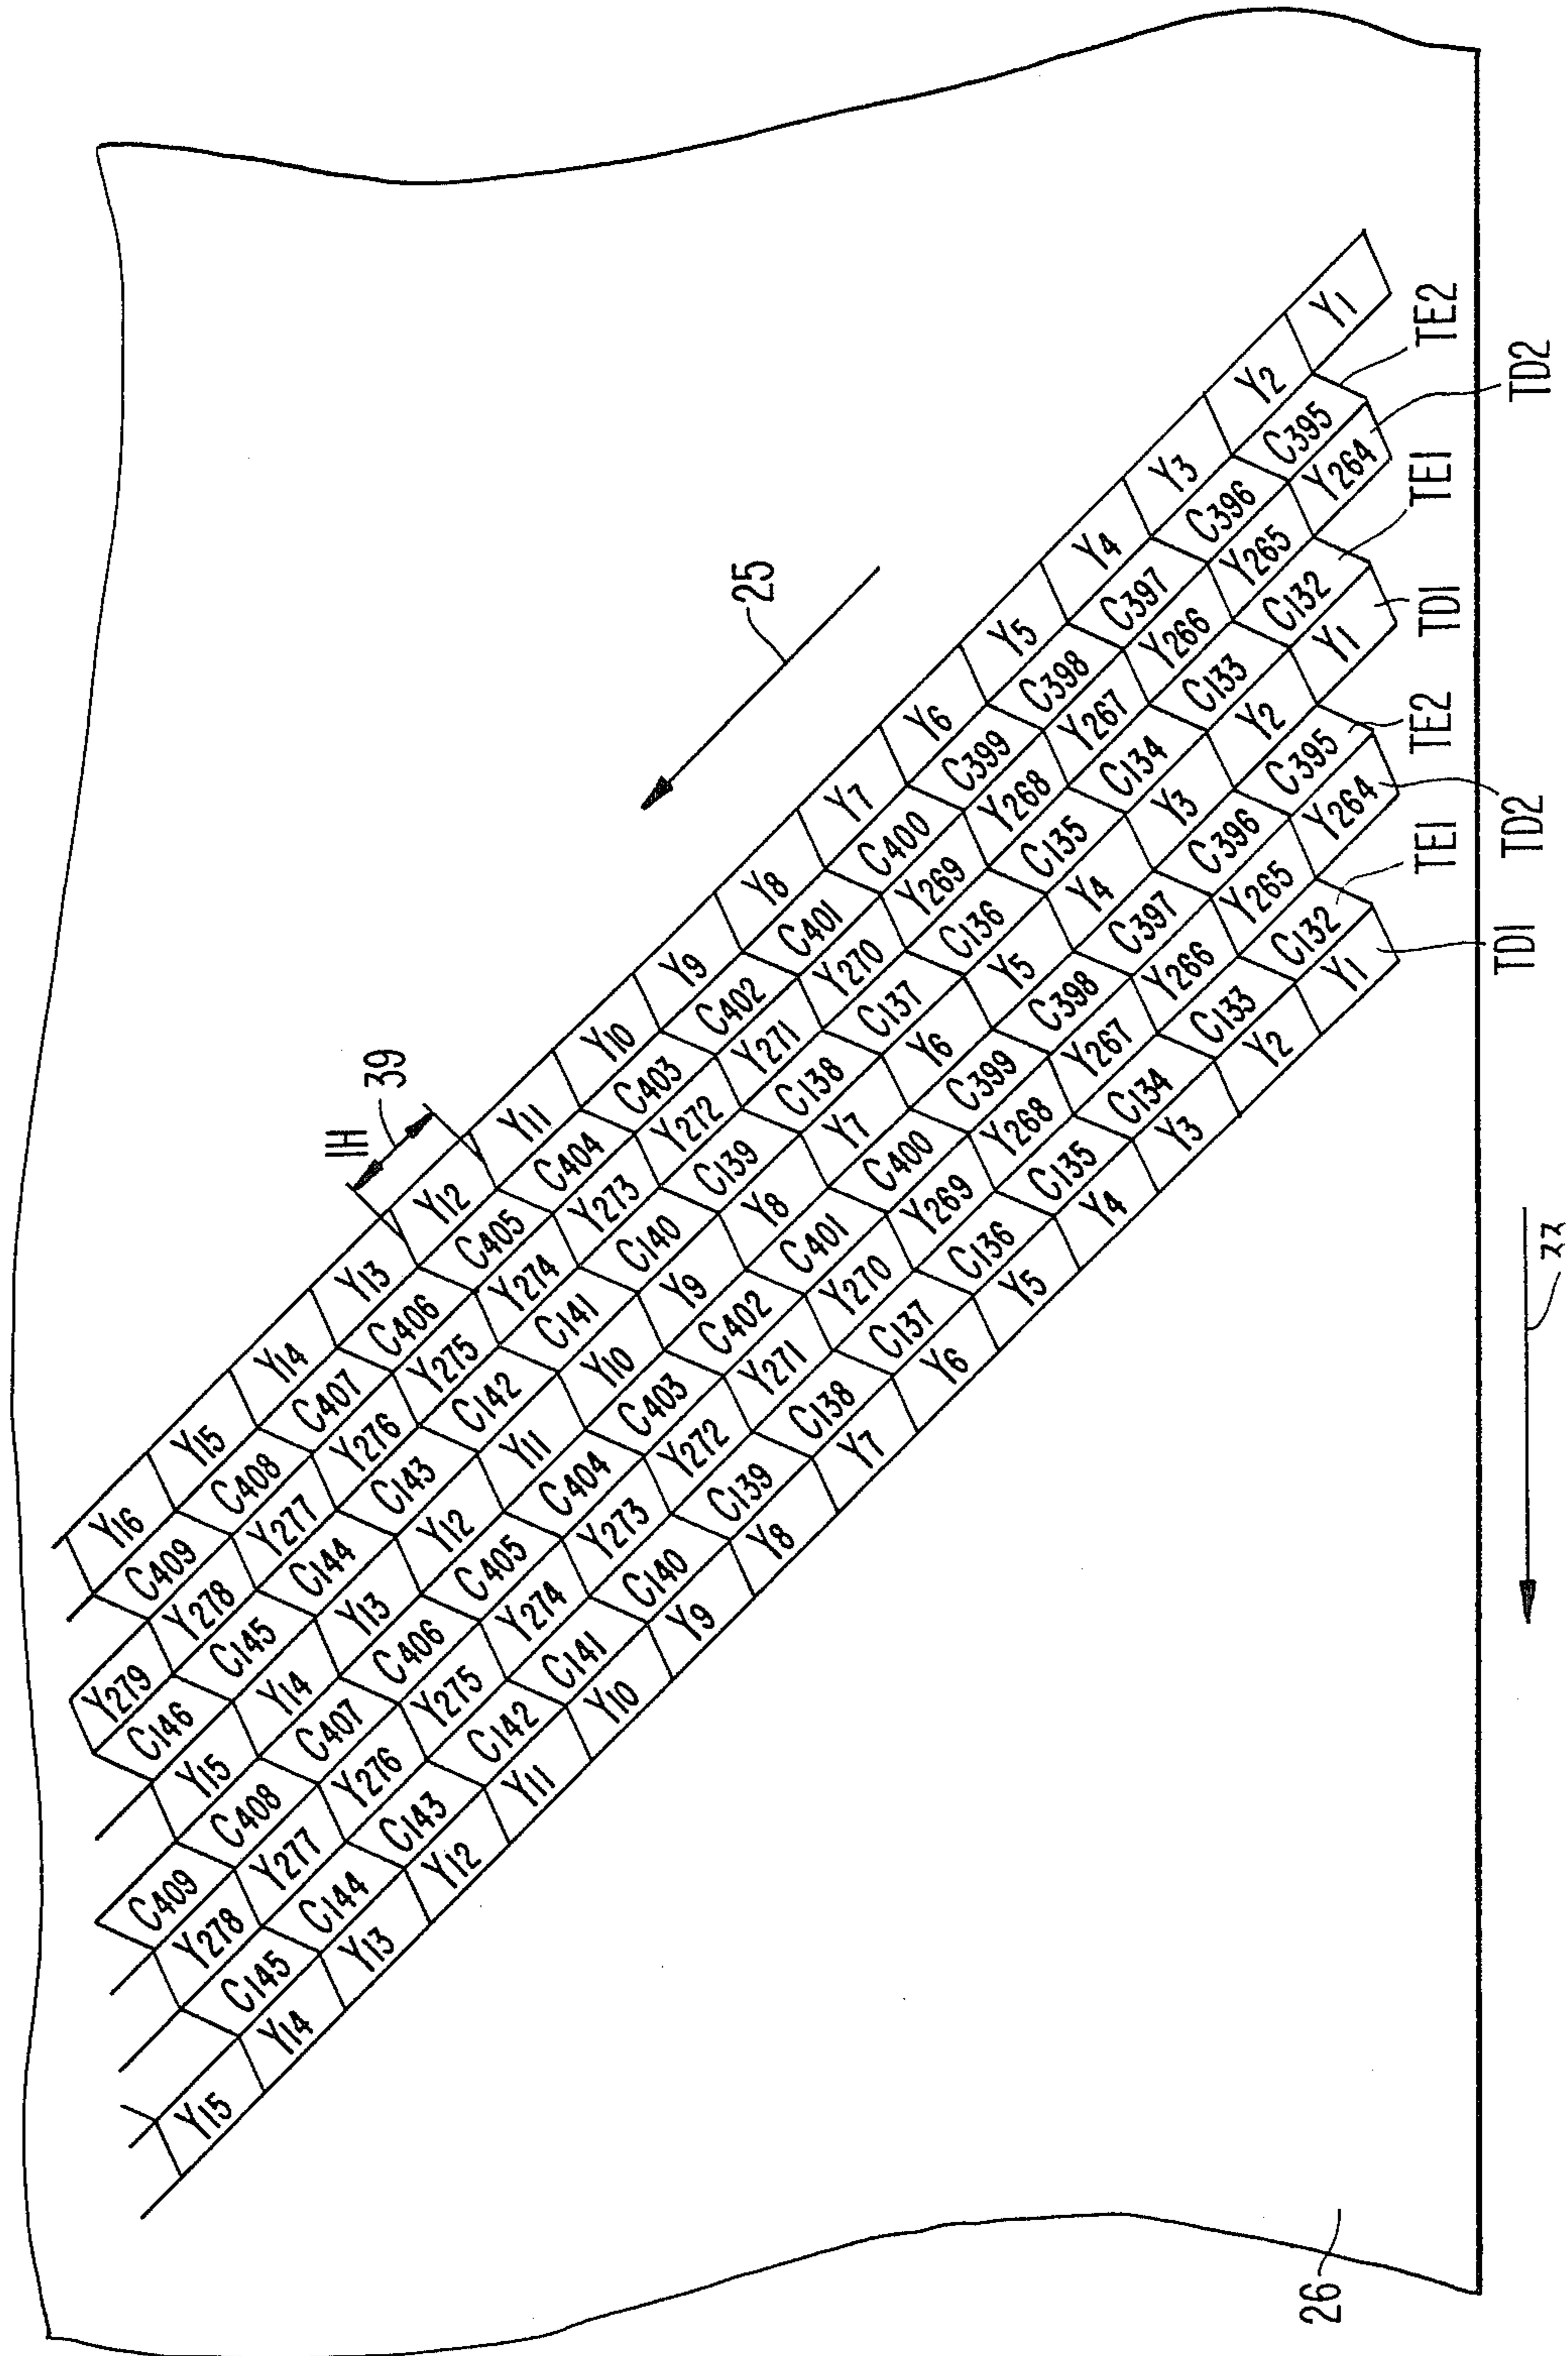 25
39
1H
Y1 Y2 Y3 Y4 Y5 Y6 Y7 Y8 Y9 Y10 Y11 Y12 Y13 Y14 Y15 Y16
C395 C396 C397 C398 C399 C400 C401 C402 C403 C404 C405 C406 C407 C408 C409
Y264 Y265 Y266 Y267 Y268 Y269 Y270 Y271 Y272 Y273 Y274 Y275 Y276 Y277 Y278 Y279
C132 C133 C134 C135 C136 C137 C138 C139 C140 C141 C142 C143 C144 C145 C146
Y1 Y2 Y3 Y4 Y5 Y6 Y7 Y8 Y9 Y10 Y11 Y12 Y13 Y14 Y15
C395 C396 C397 C398 C399 C400 C401 C402 C403 C404 C405 C406 C407 C408 C409
Y264 Y265 Y266 Y267 Y268 Y269 Y270 Y271 Y272 Y273 Y274 Y275 Y276 Y277 Y278
C132 C133 C134 C135 C136 C137 C138 C139 C140 C141 C142 C143 C144 C145
Y1 Y2 Y3 Y4 Y5 Y6 Y7 Y8 Y9 Y10 Y11 Y12 Y13 Y14 Y15
TE2
TD2
TE1
TD1
TE2
TD2
TE1
TD1
33
26